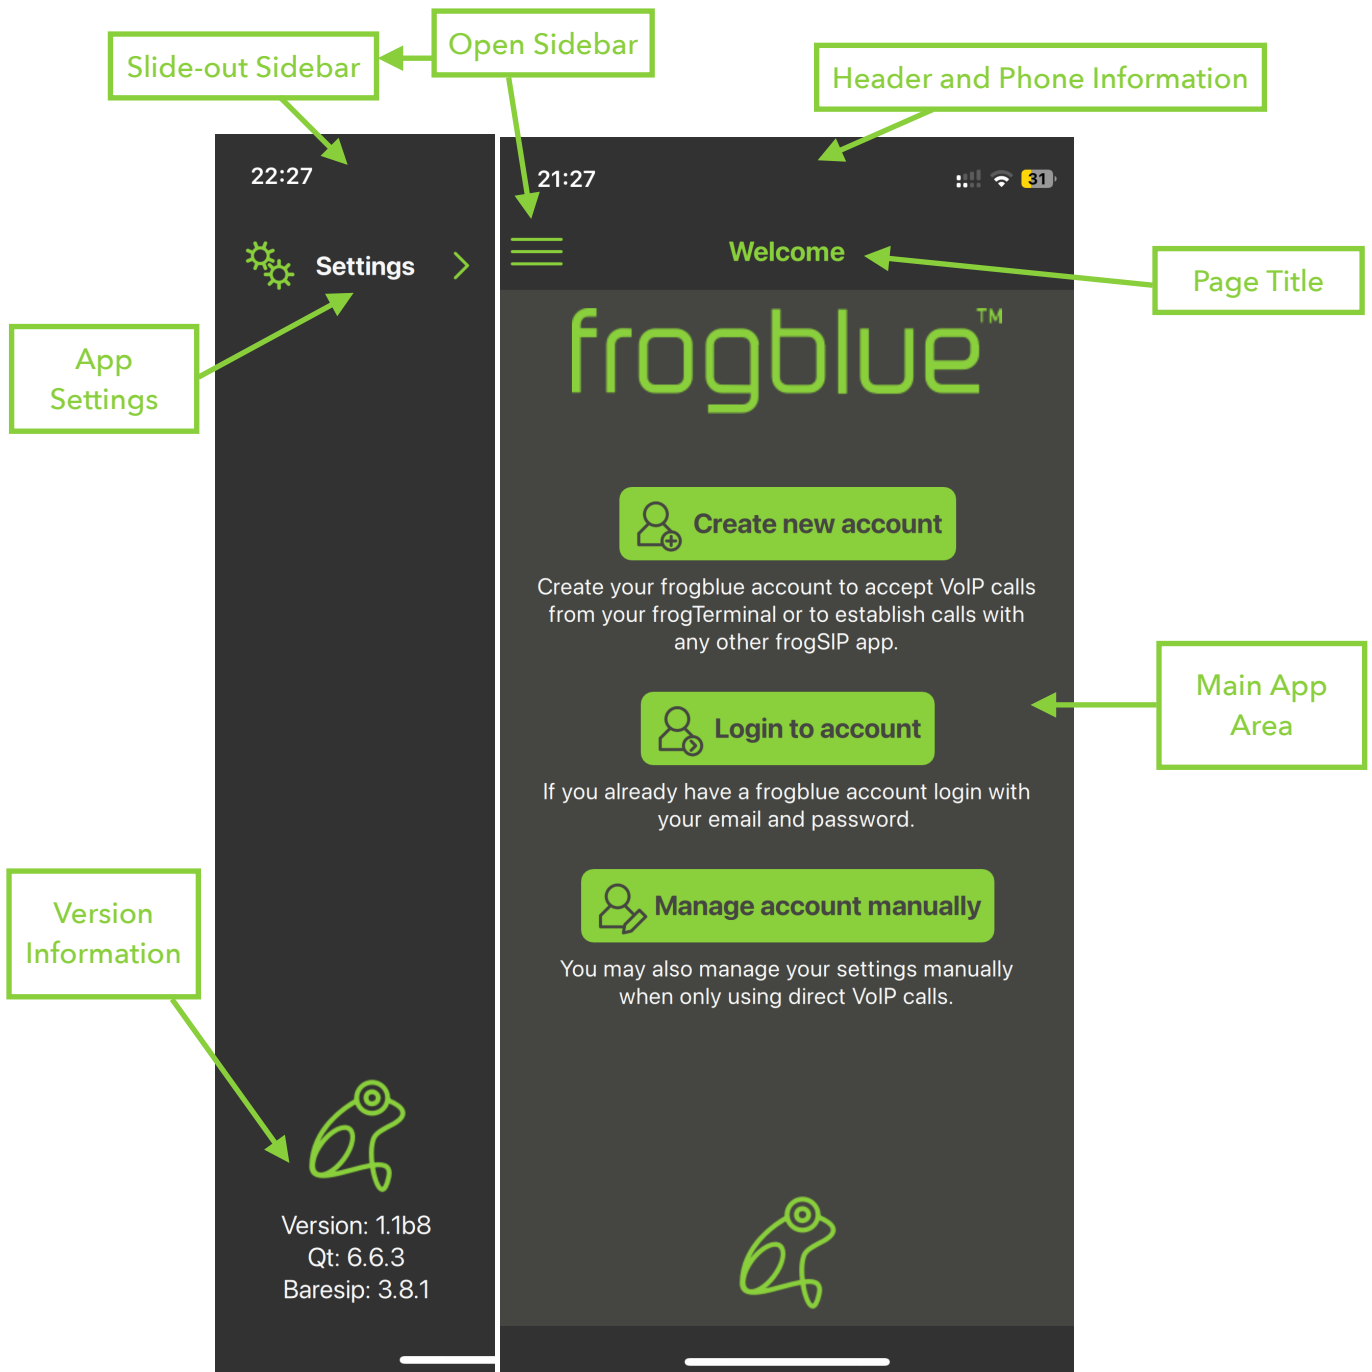 Open Sidebar
Slide-out Sidebar
Header and Phone Information
22:27
21:27
31
Settings
Welcome
Page Title
frogblue™
App
Settings
Create new account
Create your frogblue account to accept VoIP calls
from your frogTerminal or to establish calls with
any other frogSIP app.
Main App
Area
Login to account
If you already have a frogblue account login with
your email and password.
Version
Information
Manage account manually
You may also manage your settings manually
when only using direct VoIP calls.
Version: 1.1b8
Qt: 6.6.3
Baresip: 3.8.1